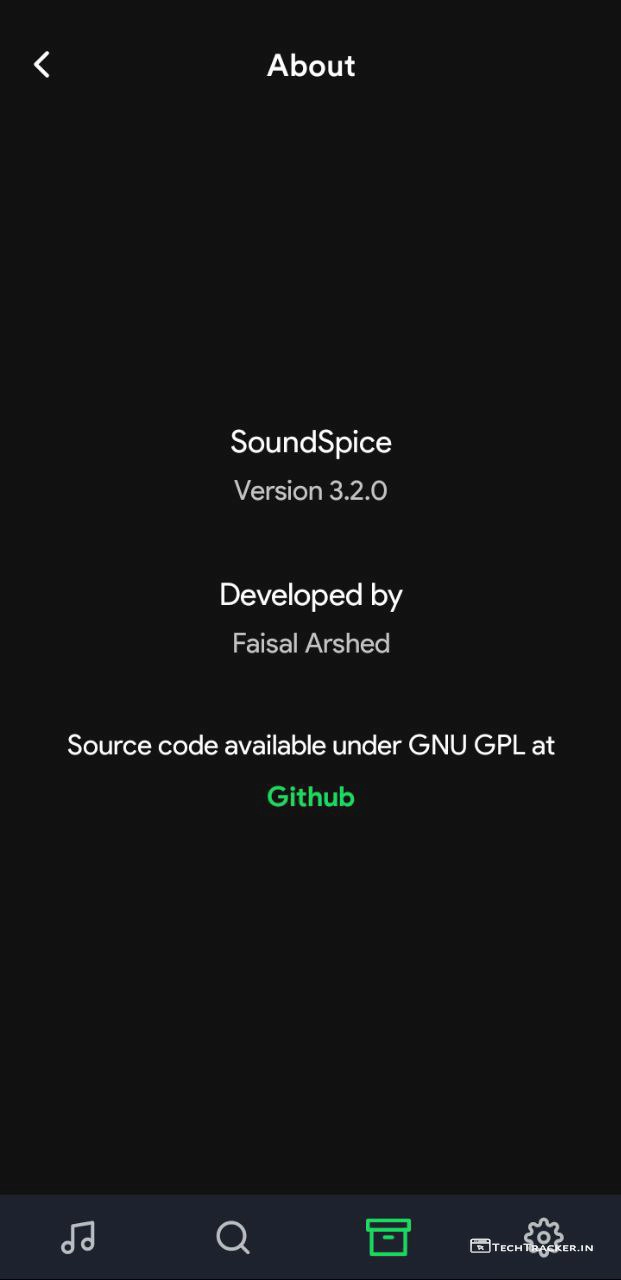 About
SoundSpice
Version 3.2.0
Developed by
Faisal Arshed
Source code available under GNU GPL at
Github
TechTracker.in